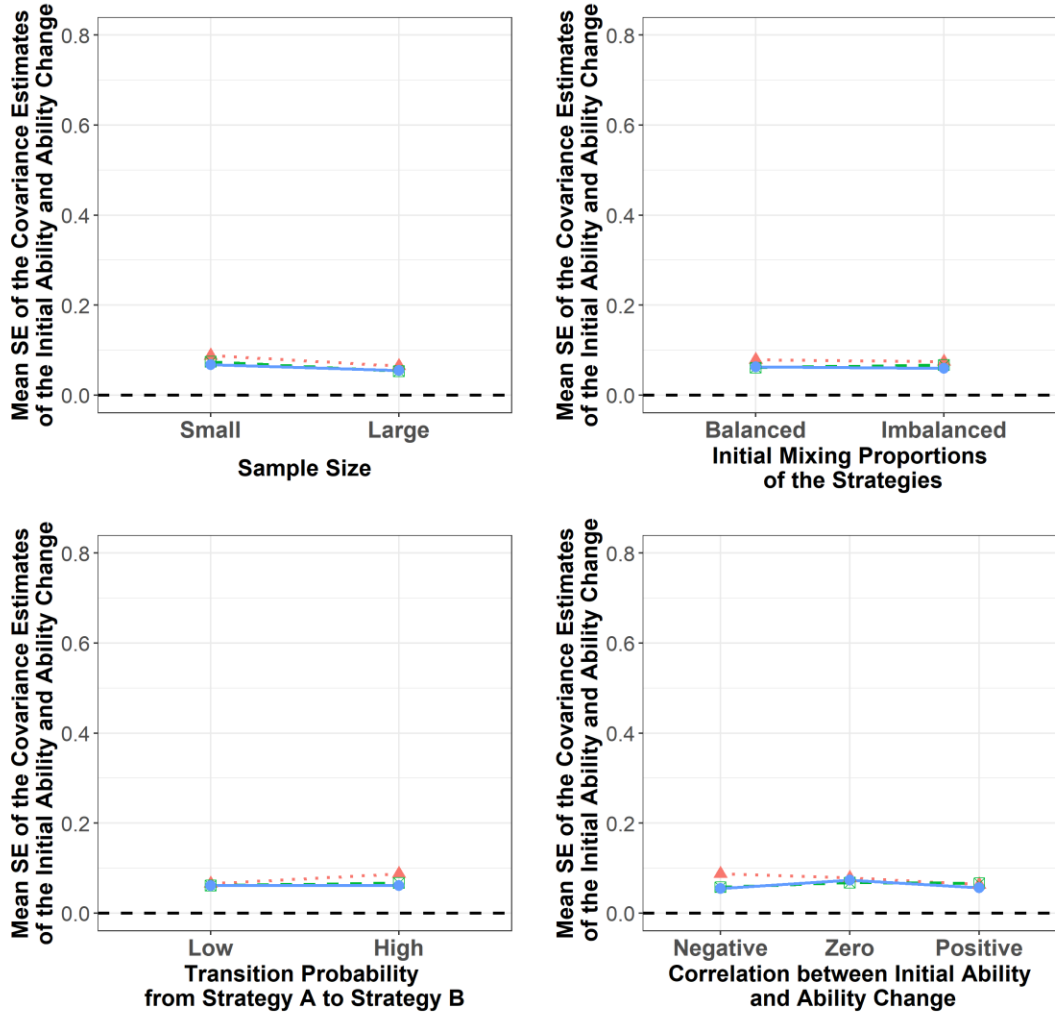 Mean SE of the Covariance Estimates
of the Initial Ability and Ability Change
0.8
0.6
0.4
0.2
0.0
Small
Large
Sample Size
Mean SE of the Covariance Estimates
of the Initial Ability and Ability Change
0.8
0.6
0.4
0.2
0.0
Balanced
Imbalanced
Initial Mixing Proportions
of the Strategies
Mean SE of the Covariance Estimates
of the Initial Ability and Ability Change
0.8
0.6
0.4
0.2
0.0
Low
High
Transition Probability
from Strategy A to Strategy B
Mean SE of the Covariance Estimates
of the Initial Ability and Ability Change
0.8
0.6
0.4
0.2
0.0
Negative
Zero
Positive
Correlation between Initial Ability
and Ability Change